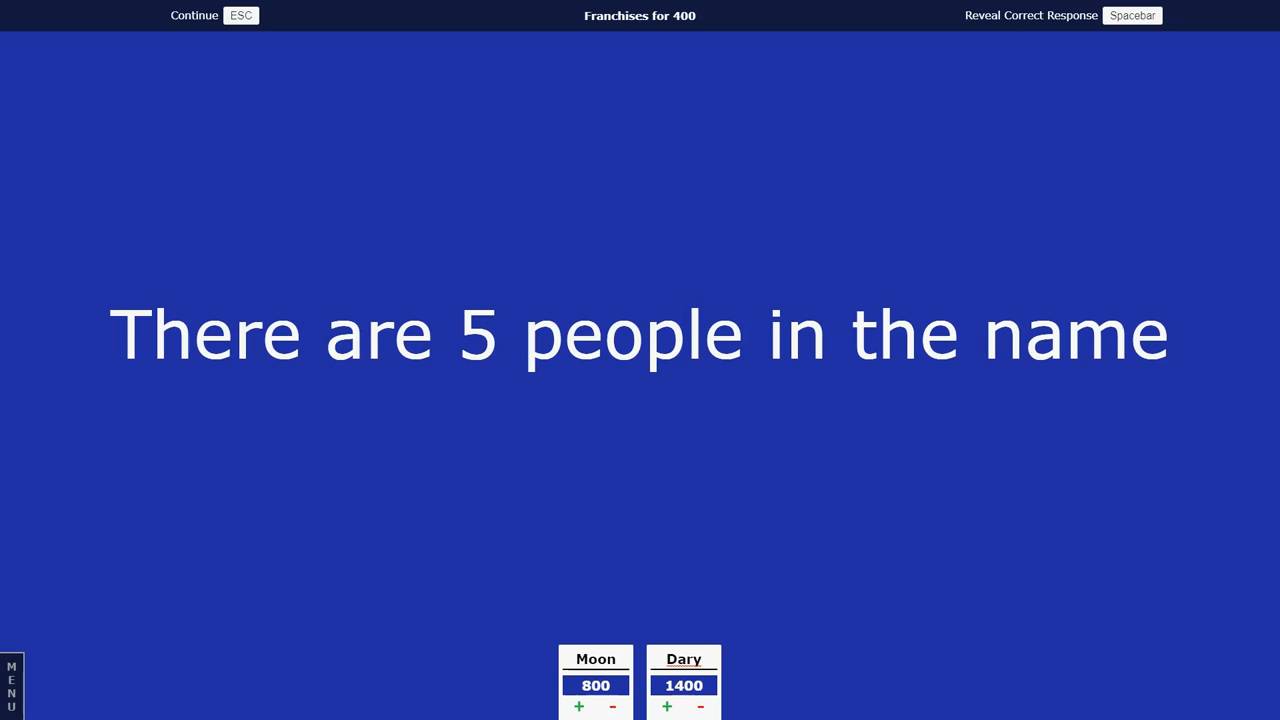 Continue ESC Franchises for 400 Reveal Correct Response Spacebar
There are 5 people in the name
MENU
Moon Dary
800 1400
+ - + -